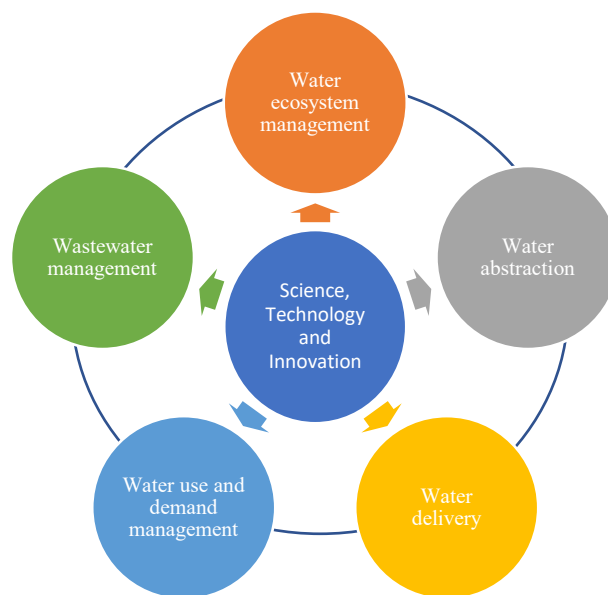 Water
ecosystem
management
Wastewater
management
Water
abstraction
Science,
Technology
and
Innovation
Water use and
demand
management
Water
delivery